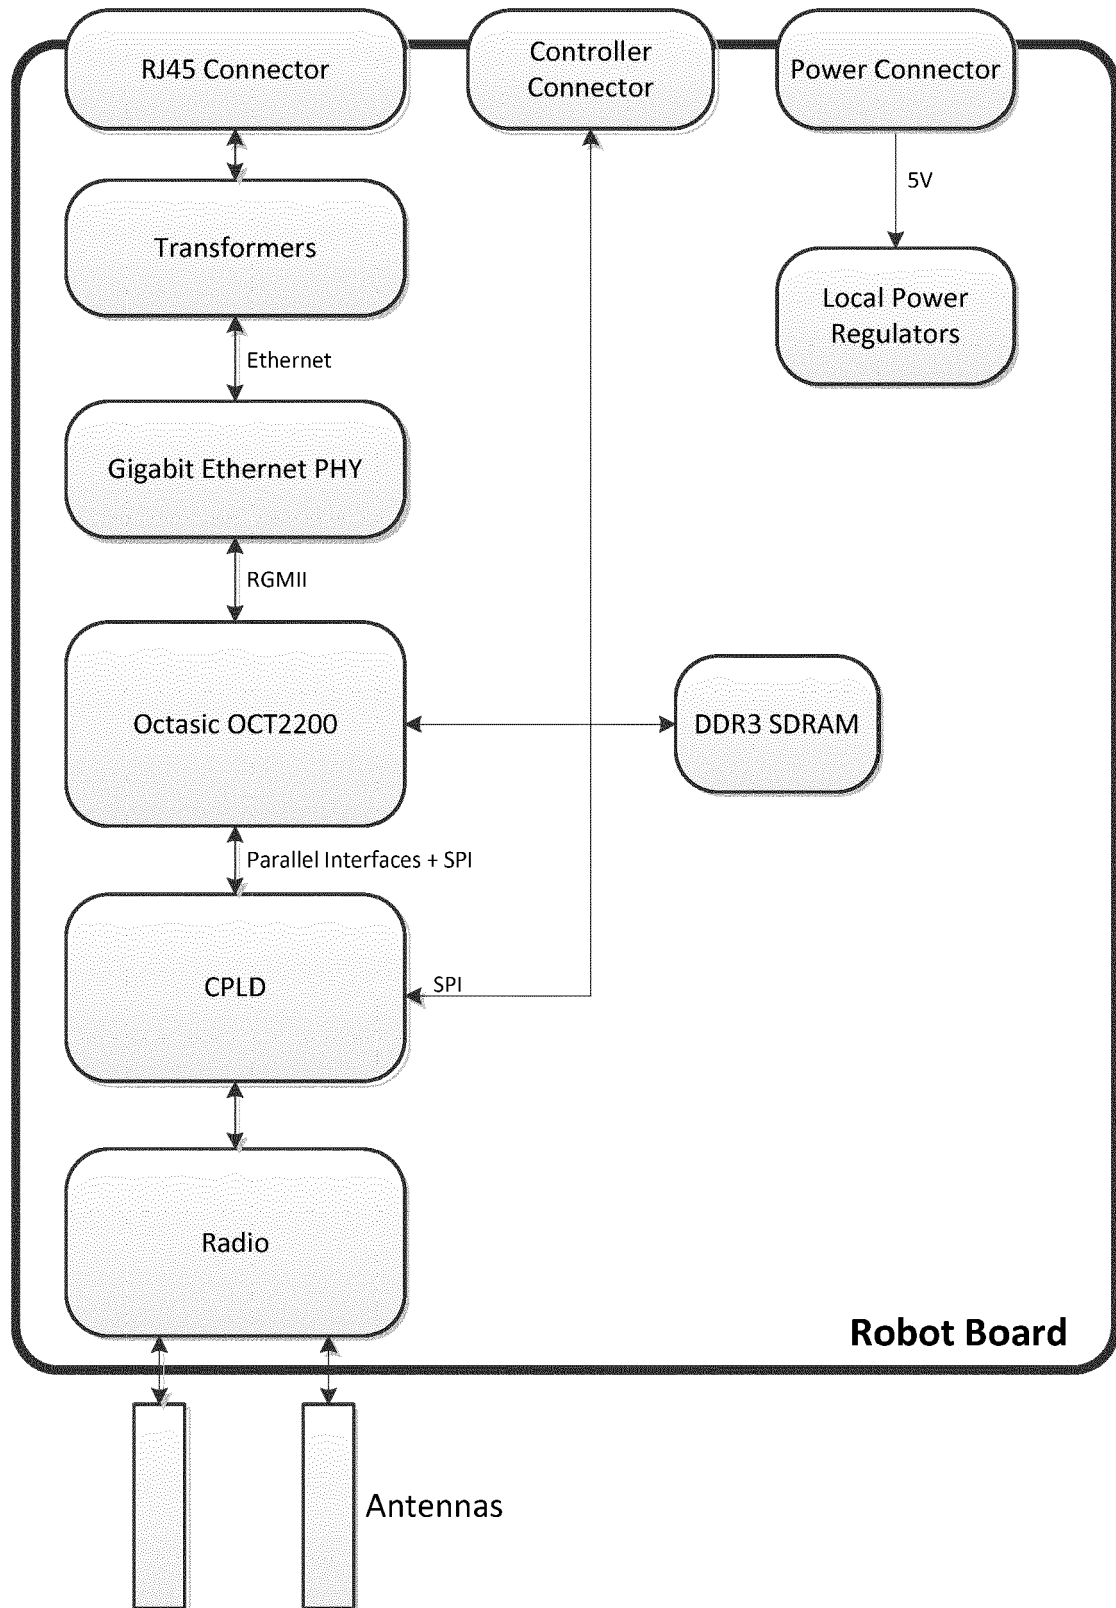 RJ45 Connector
Controller
Connector
Power Connector
5V
Transformers
Local Power
Regulators
Ethernet
Gigabit Ethernet PHY
RGMII
Octasic OCT2200
DDR3 SDRAM
Parallel Interfaces + SPI
CPLD
SPI
Radio
Robot Board
Antennas